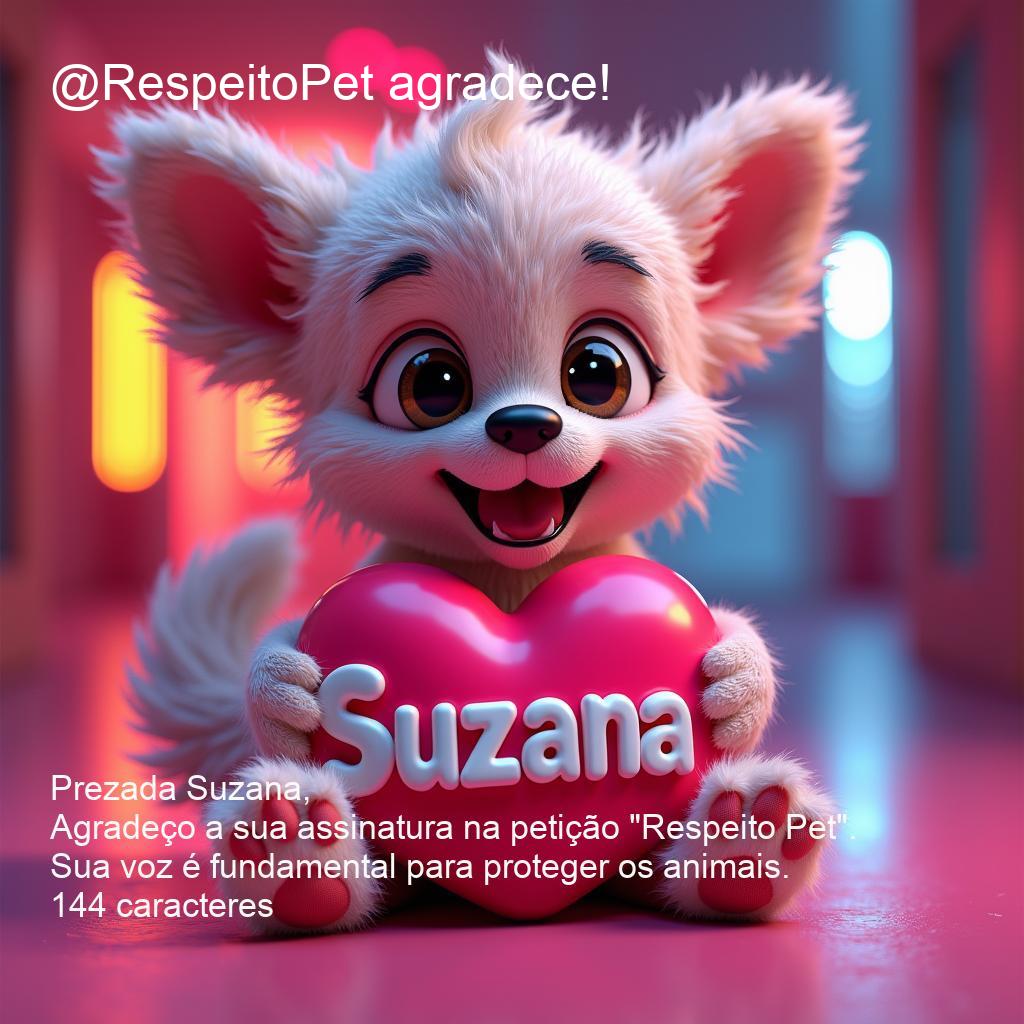 @RespeitoPet agradece!
Suzana
Prezada Suzana,
Agradeço a sua assinatura na petição "Respeito Pet".
Sua voz é fundamental para proteger os animais.
144 caracteres